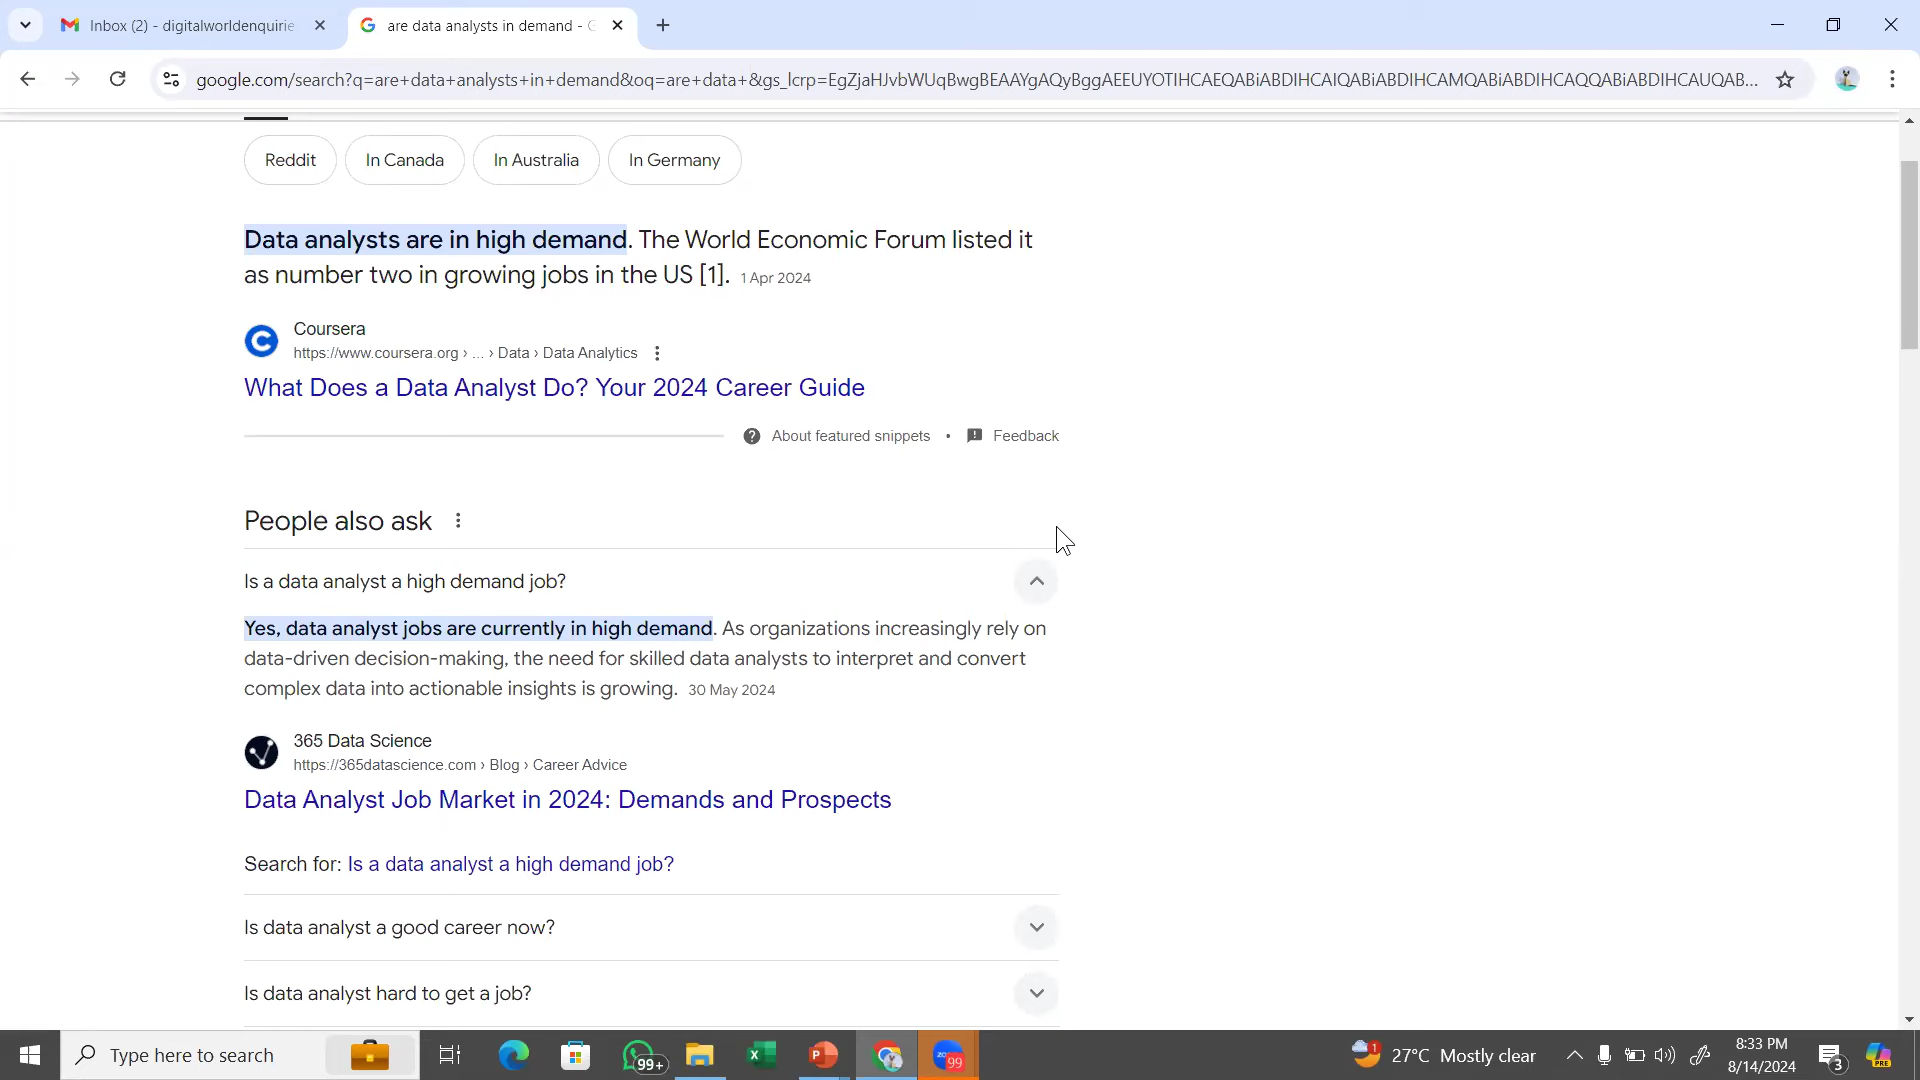 Inbox (2) - digitalworldenquirie
are data analysts in demand - G
google.com/search?q=are+data+analysts+in+demand&oq=are+data+&gs_lcrp=EgZjaHJvbWUqBwgBEAAYgAQyBggAEEUYOTIHCAEQABiABDIHCAIQABiABDIHCAMQABiABDIHCAQQABiABDIHCAUQAB...
Reddit
In Canada
In Australia
In Germany
Data analysts are in high demand. The World Economic Forum listed it
as number two in growing jobs in the US [1]. 1 Apr 2024
Coursera
https://www.coursera.org › ... › Data › Data Analytics
What Does a Data Analyst Do? Your 2024 Career Guide
About featured snippets • Feedback
People also ask
Is a data analyst a high demand job?
Yes, data analyst jobs are currently in high demand. As organizations increasingly rely on
data-driven decision-making, the need for skilled data analysts to interpret and convert
complex data into actionable insights is growing. 30 May 2024
365 Data Science
https://365datascience.com › Blog › Career Advice
Data Analyst Job Market in 2024: Demands and Prospects
Search for: Is a data analyst a high demand job?
Is data analyst a good career now?
Is data analyst hard to get a job?
Type here to search
99+
99
1
27°C Mostly clear
8:33 PM
8/14/2024
3
PRE